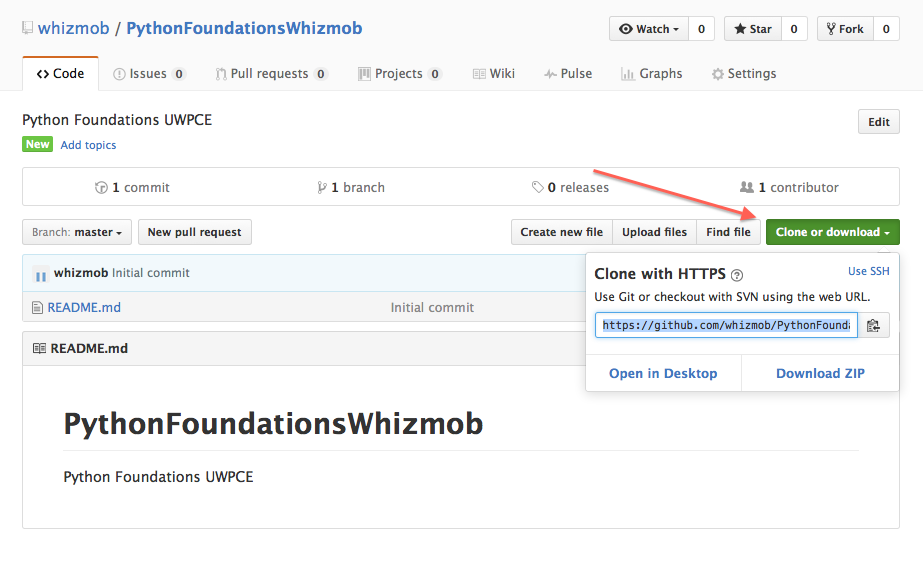 whizmob / PythonFoundationsWhizmob
Watch 0 Star 0 Fork 0
Code Issues 0 Pull requests 0 Projects 0 Wiki Pulse Graphs Settings
Python Foundations UWPCE Edit
New Add topics
1 commit 1 branch 0 releases 1 contributor
Branch: master New pull request Create new file Upload files Find file Clone or download
whizmob Initial commit
README.md Initial commit
Clone with HTTPS ? Use SSH
Use Git or checkout with SVN using the web URL.
https://github.com/whizmob/PythonFounda
Open in Desktop Download ZIP
README.md
PythonFoundationsWhizmob
Python Foundations UWPCE